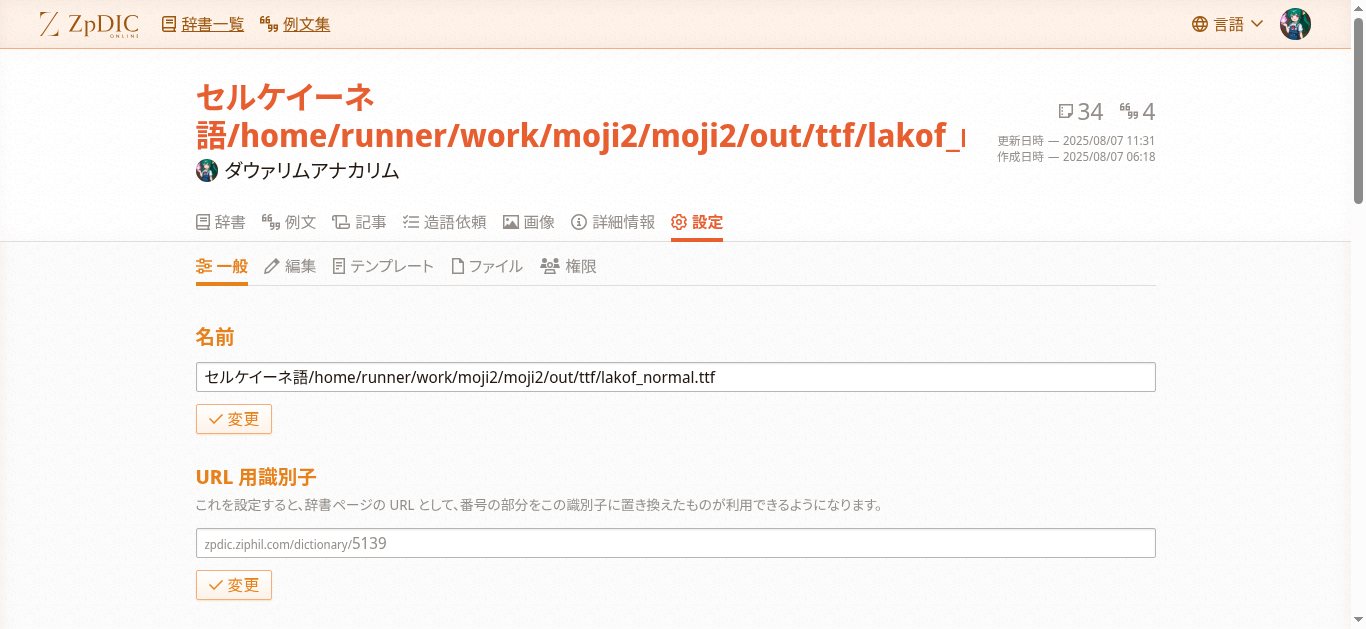 ZpDIC ONLINE 辞書一覧 例文集 言語
セルケイーネ
語/home/runner/work/moji2/moji2/out/ttf/lakof_
34 4
更新日時 — 2025/08/07 11:31
作成日時 — 2025/08/07 06:18
ダウァリムアナカリム
辞書 例文 記事 造語依頼 画像 詳細情報 設定
一般 編集 テンプレート ファイル 権限
名前
セルケイーネ語/home/runner/work/moji2/moji2/out/ttf/lakof_normal.ttf
変更
URL 用識別子
これを設定すると、辞書ページの URL として、番号の部分をこの識別子に置き換えたものが利用できるようになります。
zpdic.ziphil.com/dictionary/5139
変更